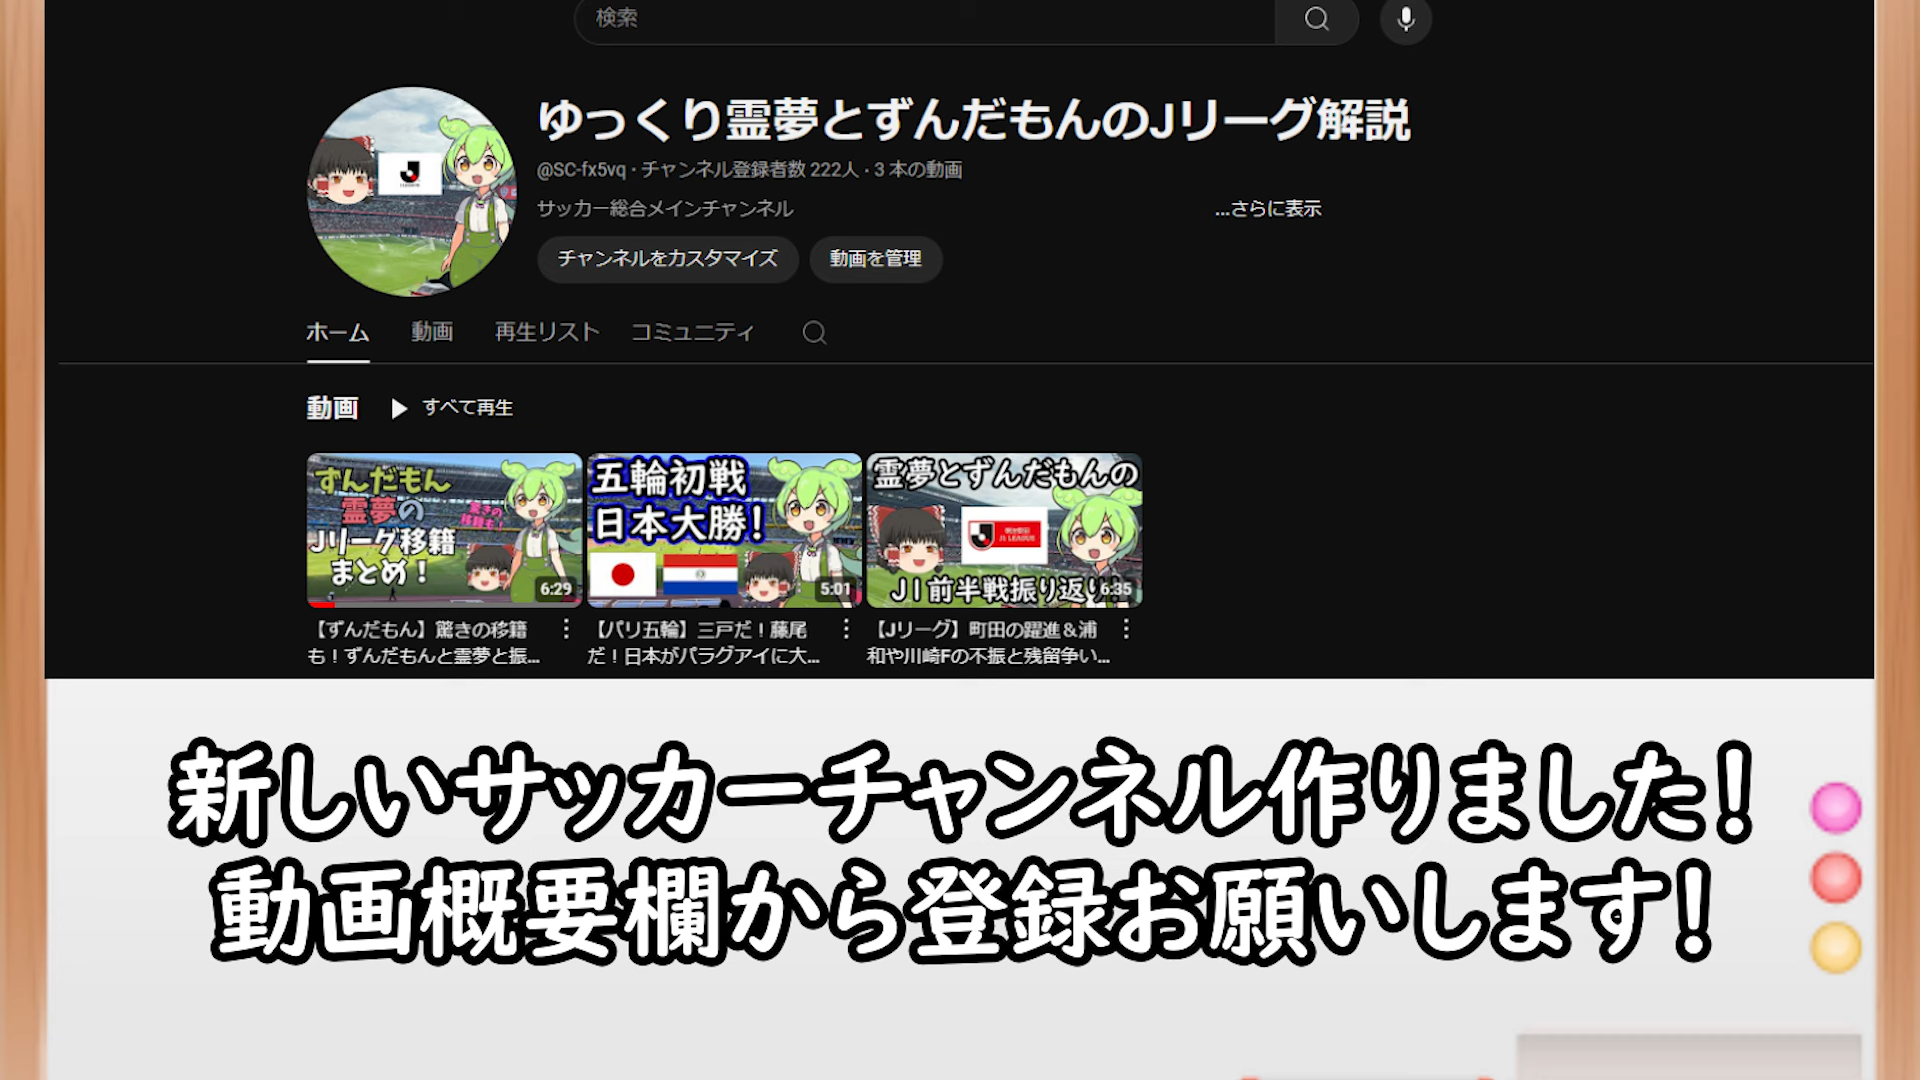 検索
ゆっくり霊夢とずんだもんのJリーグ解説
@SC-fx5vq・チャンネル登録者数 222人・3 本の動画
サッカー総合メインチャンネル
...さらに表示
チャンネルをカスタマイズ
動画を管理
ホーム
動画
再生リスト
コミュニティ
動画
すべて再生
ずんだもん
霊夢の
驚きの
移籍も!
Jリーグ移籍
まとめ!
6:29
五輪初戦
日本大勝!
5:01
霊夢とずんだもんの
J1 LEAGUE
J1前半戦振り返り!
6:35
【ずんだもん】驚きの移籍
も!ずんだもんと霊夢と振...
【パリ五輪】三戸だ!藤尾
だ!日本がパラグアイに大...
【Jリーグ】町田の躍進&浦
和や川崎Fの不振と残留争い...
新しいサッカーチャンネル作りました!
動画概要欄から登録お願いします!